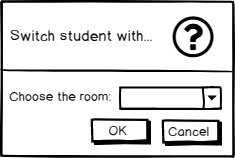 Switch student with...
?
Choose the room:
OK
Cancel